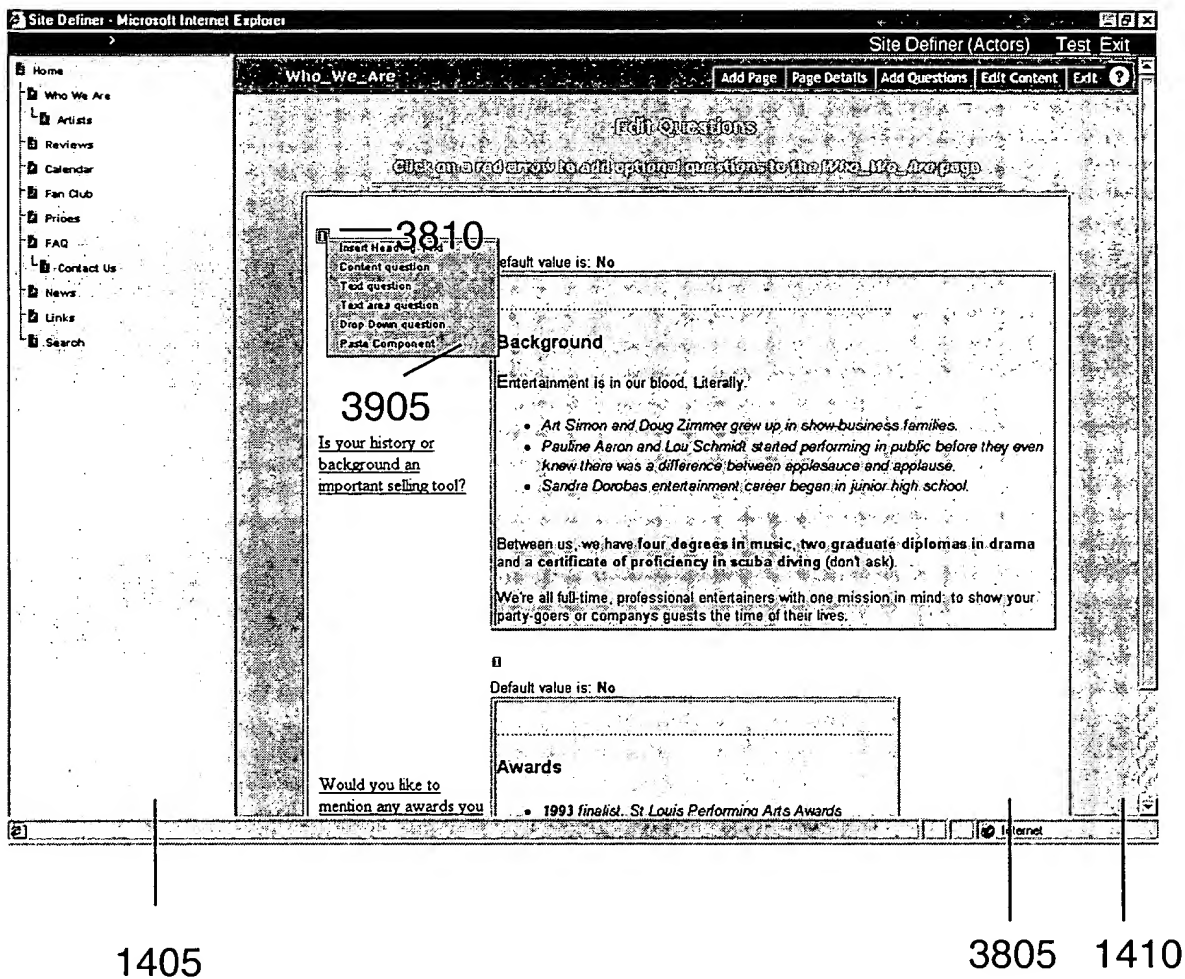 Site Definer - Microsoft Internet Explorer
Site Definer (Actors) Test Exit
Home
Who We Are
Artists
Reviews
Calendar
Fan Club
Prices
FAQ
Contact Us
News
Links
Search
Who_We_Are
Add Page Page Details Add Questions Edit Content Exit ?
Edit Questions
Click on a red arrow to add optional questions to the Who_We_Are page
3810
Insert Heading Text
Content question
Text question
Text area question
Drop Down question
Paste Component
3905
efault value is: No
Background
Entertainment is in our blood. Literally.
• Art Simon and Doug Zimmer grew up in show-business families.
• Pauline Aaron and Lou Schmidt started performing in public before they even
knew there was a difference between applesauce and applause.
• Sandra Dorobas entertainment career began in junior high school.
Between us, we have four degrees in music, two graduate diplomas in drama
and a certificate of proficiency in scuba diving (don't ask).
We're all full-time, professional entertainers with one mission in mind: to show your
party-goers or companys guests the time of their lives.
Is your history or
background an
important selling tool?
Default value is: No
Awards
• 1993 finalist. St Louis Performing Arts Awards
Would you like to
mention any awards you
Internet
1405
3805
1410